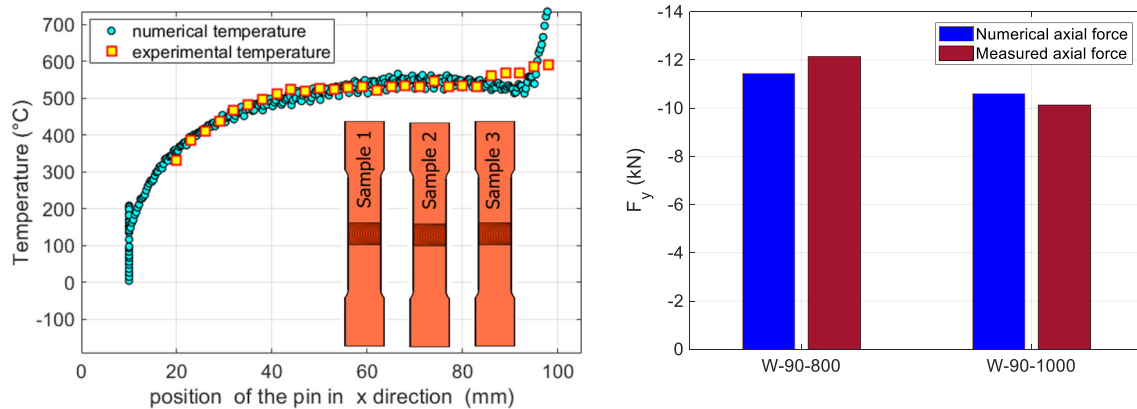 700
600
500
400
300
200
100
0
-100
Temperature (°C)
numerical temperature
experimental temperature
Sample 1
Sample 2
Sample 3
0 20 40 60 80 100
position of the pin in x direction (mm)
-14
-12
-10
-8
-6
-4
-2
0
F_y (kN)
Numerical axial force
Measured axial force
W-90-800 W-90-1000